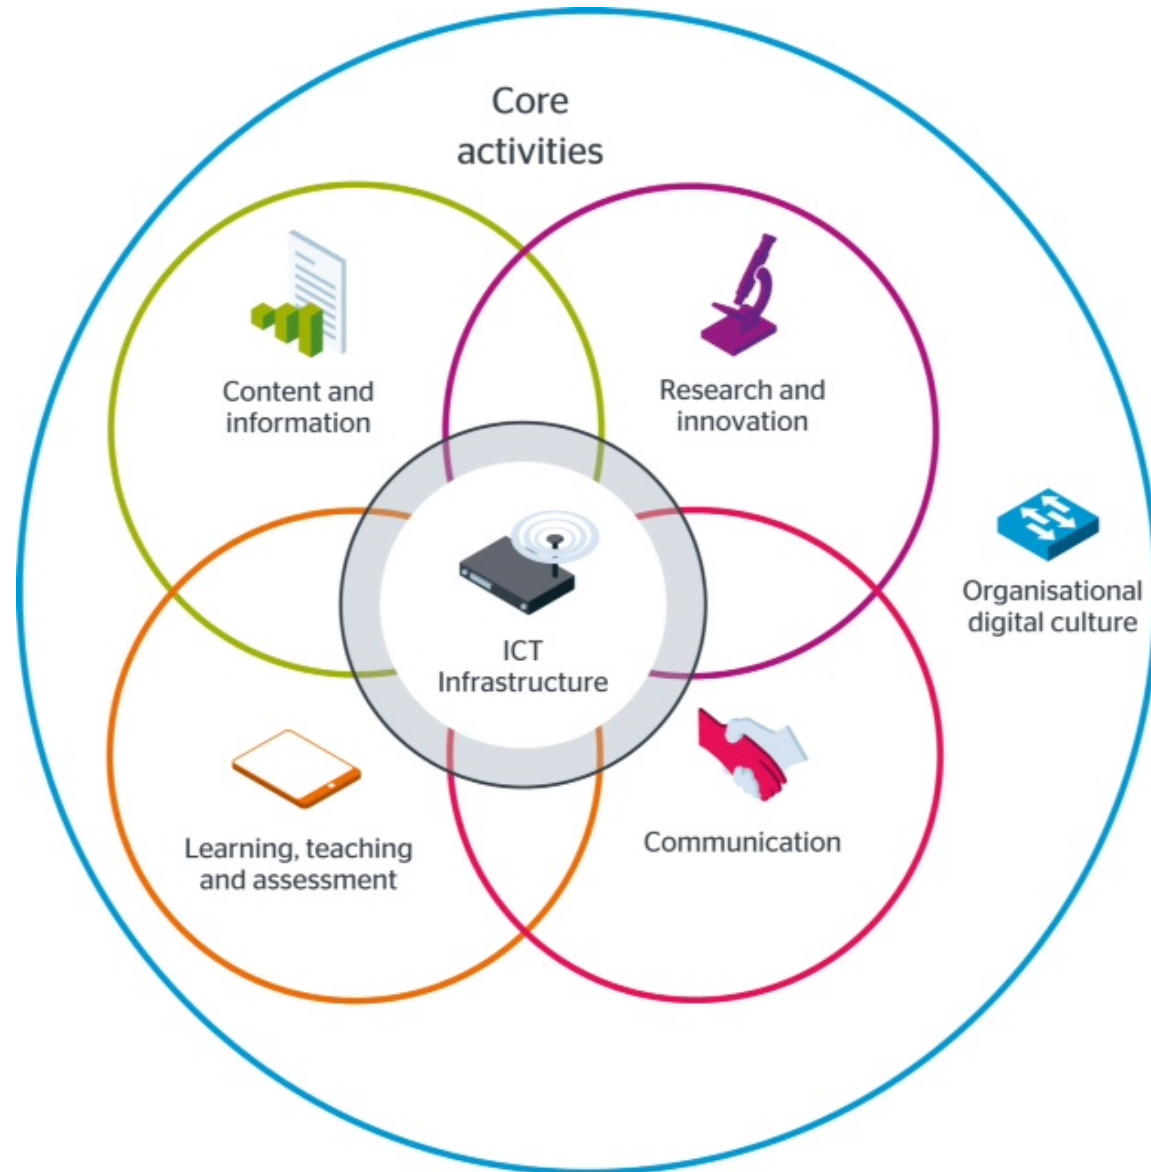 Core
activities
Content and
information
Research and
innovation
Organisational
digital culture
ICT
Infrastructure
Learning, teaching
and assessment
Communication